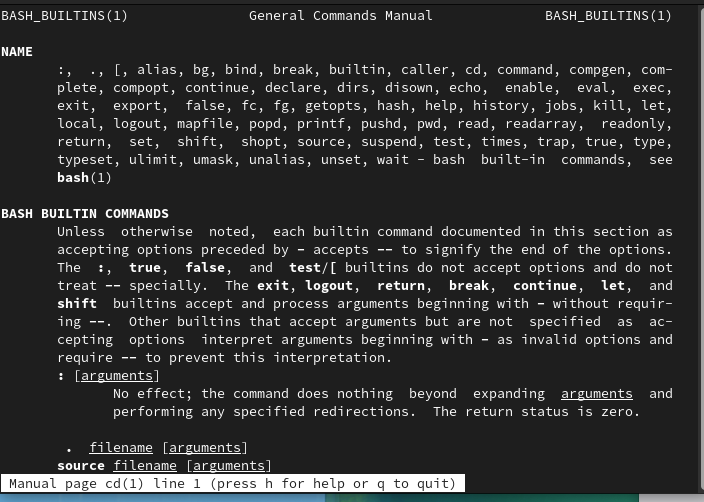 BASH_BUILTINS(1) General Commands Manual BASH_BUILTINS(1)
NAME
:, ., [, alias, bg, bind, break, builtin, caller, cd, command, compgen, com-
plete, compopt, continue, declare, dirs, disown, echo, enable, eval, exec,
exit, export, false, fc, fg, getopts, hash, help, history, jobs, kill, let,
local, logout, mapfile, popd, printf, pushd, pwd, read, readarray, readonly,
return, set, shift, shopt, source, suspend, test, times, trap, true, type,
typeset, ulimit, umask, unalias, unset, wait - bash built-in commands, see
bash(1)
BASH BUILTIN COMMANDS
Unless otherwise noted, each builtin command documented in this section as
accepting options preceded by - accepts -- to signify the end of the options.
The :, true, false, and test/[ builtins do not accept options and do not
treat -- specially. The exit, logout, return, break, continue, let, and
shift builtins accept and process arguments beginning with - without requir-
ing --. Other builtins that accept arguments but are not specified as ac-
cepting options interpret arguments beginning with - as invalid options and
require -- to prevent this interpretation.
: [arguments]
No effect; the command does nothing beyond expanding arguments and
performing any specified redirections. The return status is zero.
. filename [arguments]
source filename [arguments]
Manual page cd(1) line 1 (press h for help or q to quit)